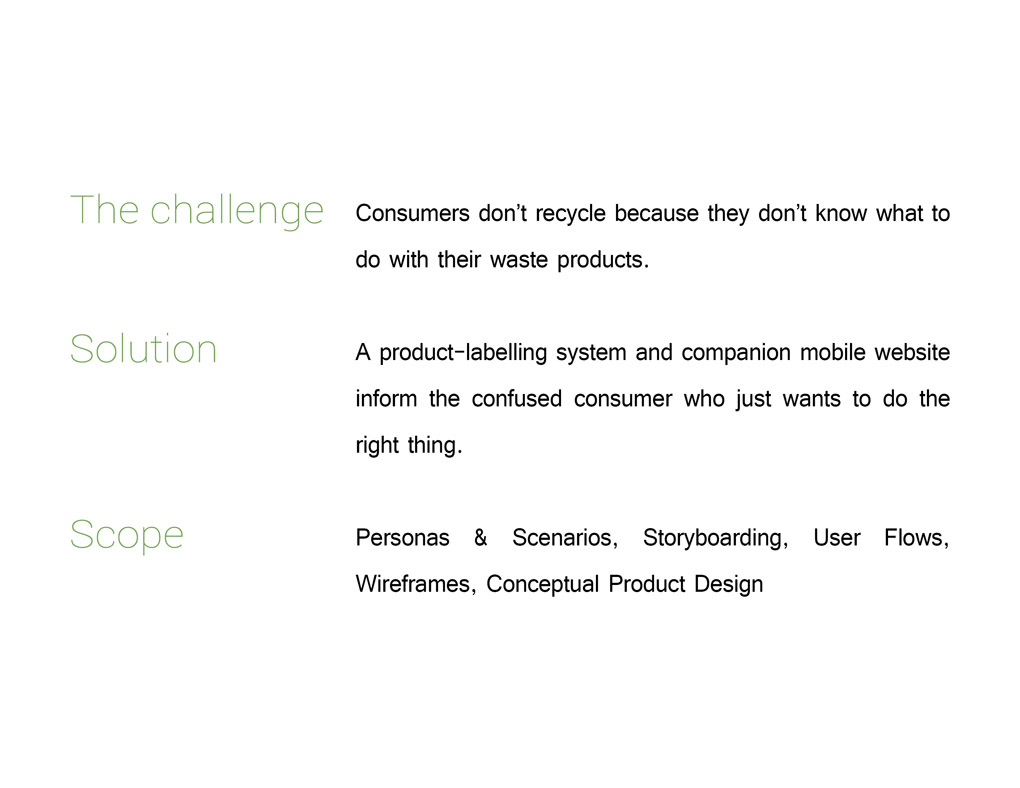 The challenge
Consumers don’t recycle because they don’t know what to
do with their waste products.
Solution
A product-labelling system and companion mobile website
inform the confused consumer who just wants to do the
right thing.
Scope
Personas & Scenarios, Storyboarding, User Flows,
Wireframes, Conceptual Product Design